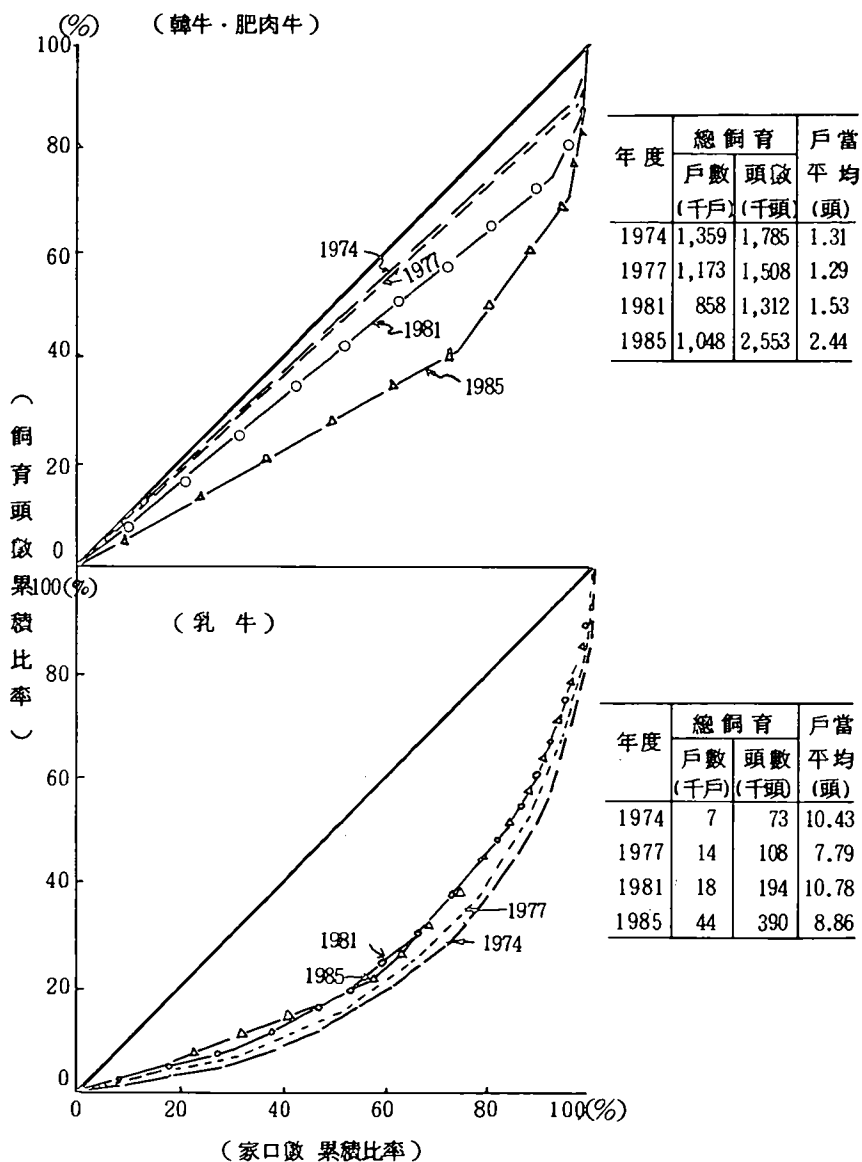 (%) (韓牛·肥肉牛)
100
80
60
40
20
0
1974
1977
1981
1985
年度 總飼育 戶當
戶數 頭數 平均
(千戶) (千頭) (頭)
1974 1,359 1,785 1.31
1977 1,173 1,508 1.29
1981 858 1,312 1.53
1985 1,048 2,553 2.44
(飼育頭數累積比率)
100(%)
(乳牛)
80
60
40
20
0
1981
1985
1977
1974
0 20 40 60 80 100(%)
(家口數 累積比率)
年度 總飼育 戶當
戶數 頭數 平均
(千戶) (千頭) (頭)
1974 7 73 10.43
1977 14 108 7.79
1981 18 194 10.78
1985 44 390 8.86